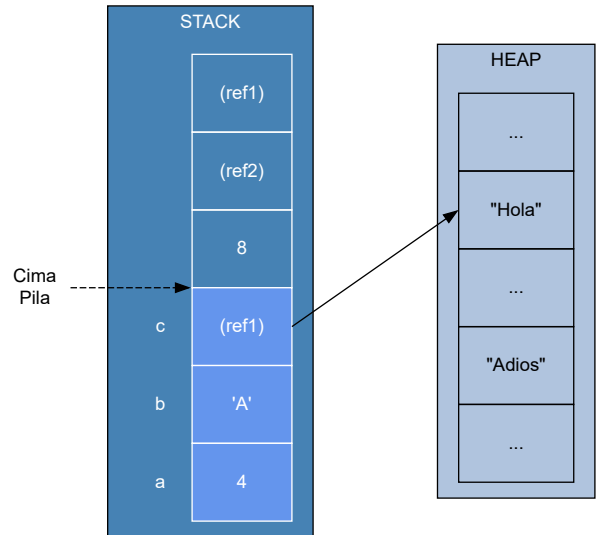 STACK
(ref1)
(ref2)
8
Cima
Pila
c
(ref1)
b
'A'
a
4
HEAP
...
"Hola"
...
"Adios"
...